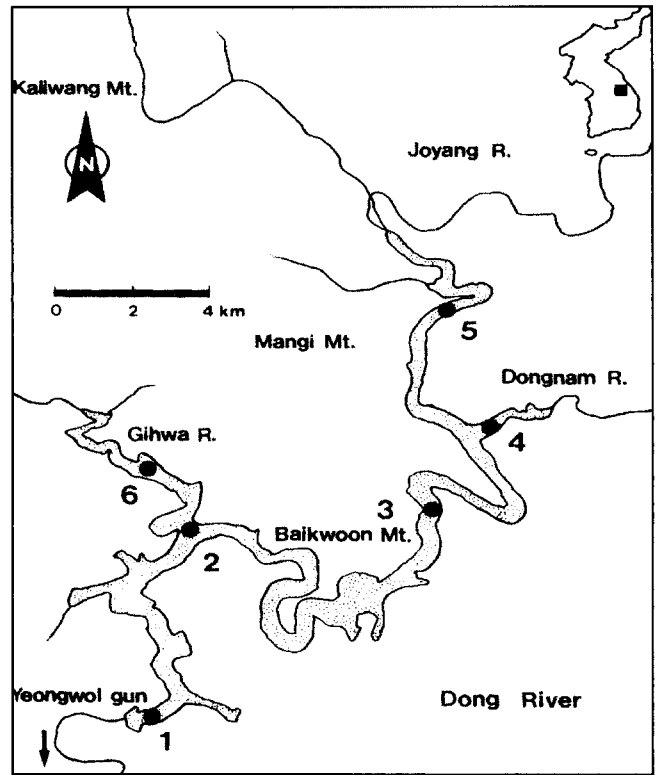 Kaliwang Mt.
N
Joyang R.
0 2 4 km
Mangi Mt.
5
Dongnam R.
4
Gihwa R.
6
3
Baikwoon Mt.
2
Yeongwol gun
Dong River
1